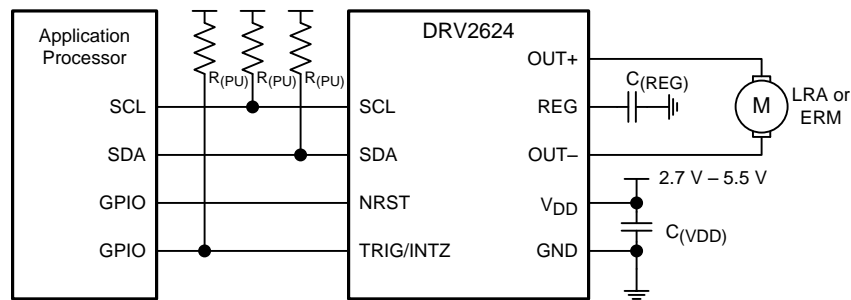 Application
Processor
SCL
SDA
GPIO
GPIO
R(PU)
R(PU)
R(PU)
DRV2624
SCL
SDA
NRST
TRIG/INTZ
OUT+
REG
OUT–
VDD
GND
C(REG)
M
LRA or
ERM
2.7 V – 5.5 V
C(VDD)